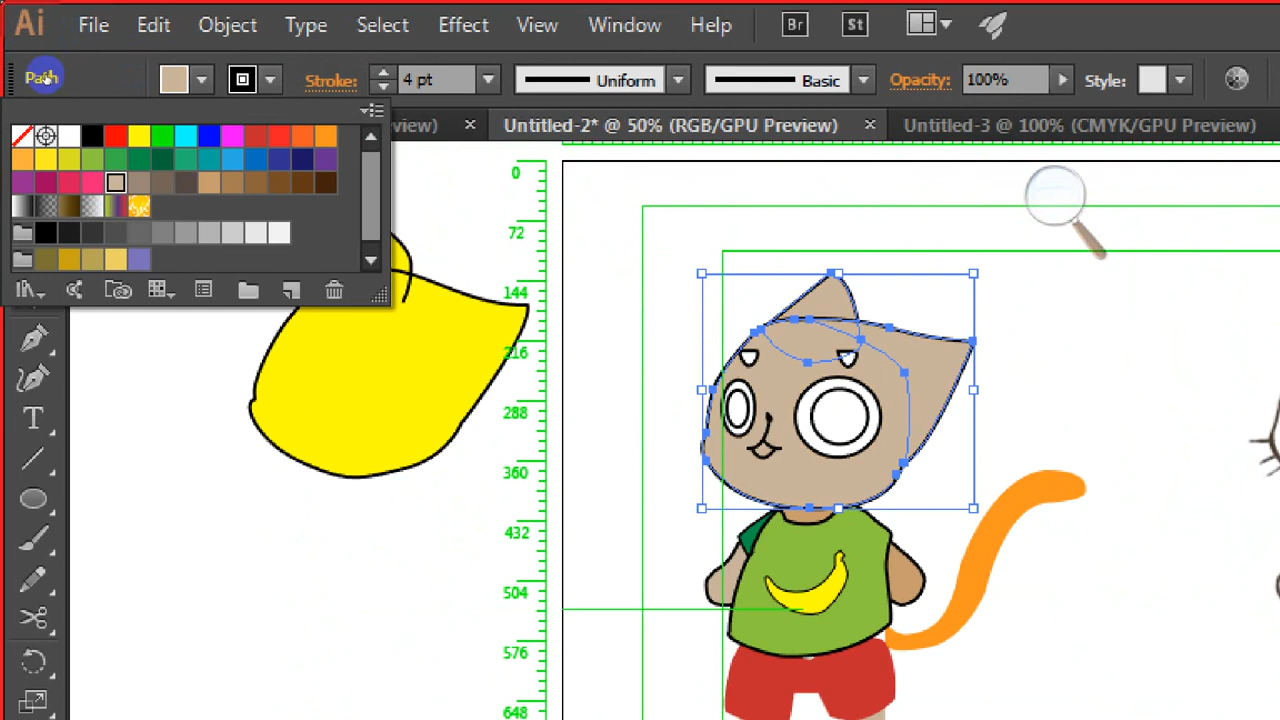 Ai File Edit Object Type Select Effect View Window Help Br St
Path Stroke: 4 pt Uniform Basic Opacity: 100% Style:
view) × Untitled-2* @ 50% (RGB/GPU Preview) × Untitled-3 @ 100% (CMYK/GPU Preview)
0
72
144
216
288
360
432
504
576
648
T